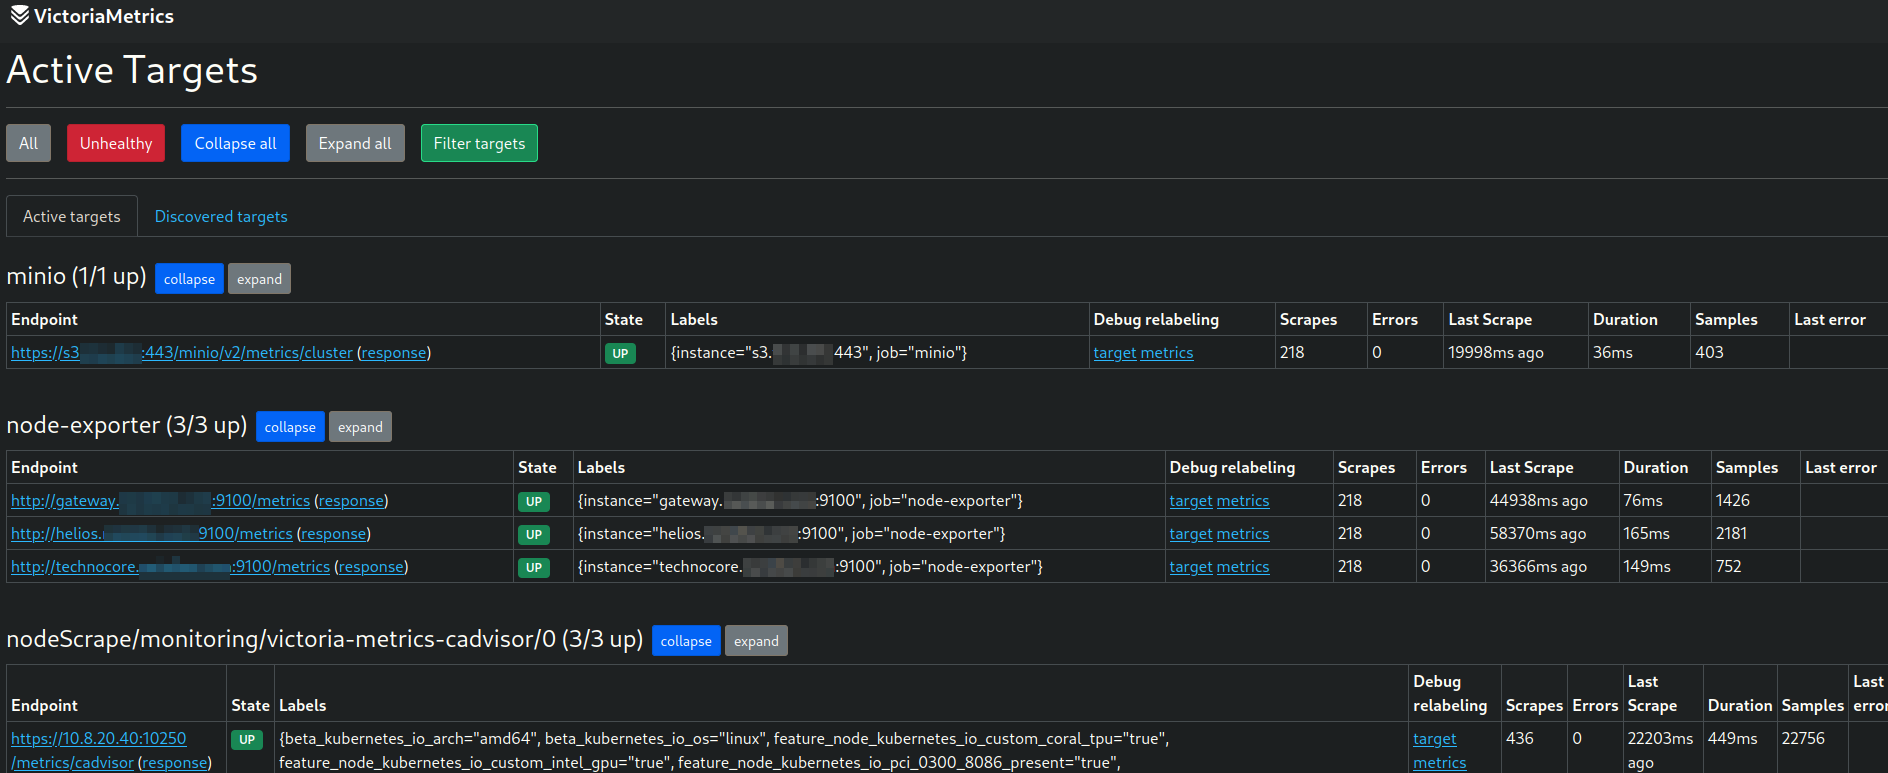 VictoriaMetrics
Active Targets
All Unhealthy Collapse all Expand all Filter targets
Active targets Discovered targets
minio (1/1 up) collapse expand
Endpoint State Labels Debug relabeling Scrapes Errors Last Scrape Duration Samples Last error
https://s3 :443/minio/v2/metrics/cluster (response) UP {instance="s3. 443", job="minio"} target metrics 218 0 19998ms ago 36ms 403
node-exporter (3/3 up) collapse expand
Endpoint State Labels Debug relabeling Scrapes Errors Last Scrape Duration Samples Last error
http://gateway. :9100/metrics (response) UP {instance="gateway. :9100", job="node-exporter"} target metrics 218 0 44938ms ago 76ms 1426
http://helios. 9100/metrics (response) UP {instance="helios. :9100", job="node-exporter"} target metrics 218 0 58370ms ago 165ms 2181
http://technocore. :9100/metrics (response) UP {instance="technocore. :9100", job="node-exporter"} target metrics 218 0 36366ms ago 149ms 752
nodeScrape/monitoring/victoria-metrics-cadvisor/0 (3/3 up) collapse expand
Debug Last Last
Endpoint State Labels relabeling Scrapes Errors Scrape Duration Samples error
https://10.8.20.40:10250 UP {beta_kubernetes_io_arch="amd64", beta_kubernetes_io_os="linux", feature_node_kubernetes_io_custom_coral_tpu="true", target 436 0 22203ms 449ms 22756
/metrics/cadvisor (response) feature_node_kubernetes_io_custom_intel_gpu="true", feature_node_kubernetes_io_pci_0300_8086_present="true", metrics ago